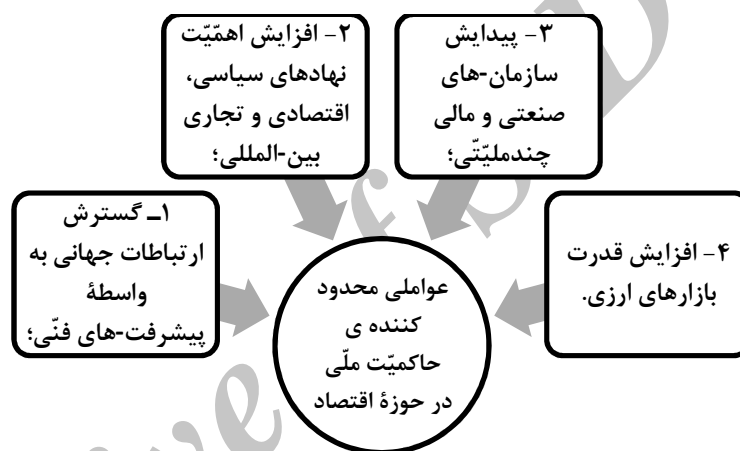 ۱ـ گسترش
ارتباطات جهانی به
واسطهٔ
پیشرفت-های فنّی؛
۲- افزایش اهمّیّت
نهادهای سیاسی،
اقتصادی و تجاری
بین-المللی؛
۳- پیدایش
سازمان-های
صنعتی و مالی
چندملیّتّی؛
۴- افزایش قدرت
بازارهای ارزی.
عواملی محدود
کننده ی
حاکمیّت ملّی
در حوزهٔ اقتصاد